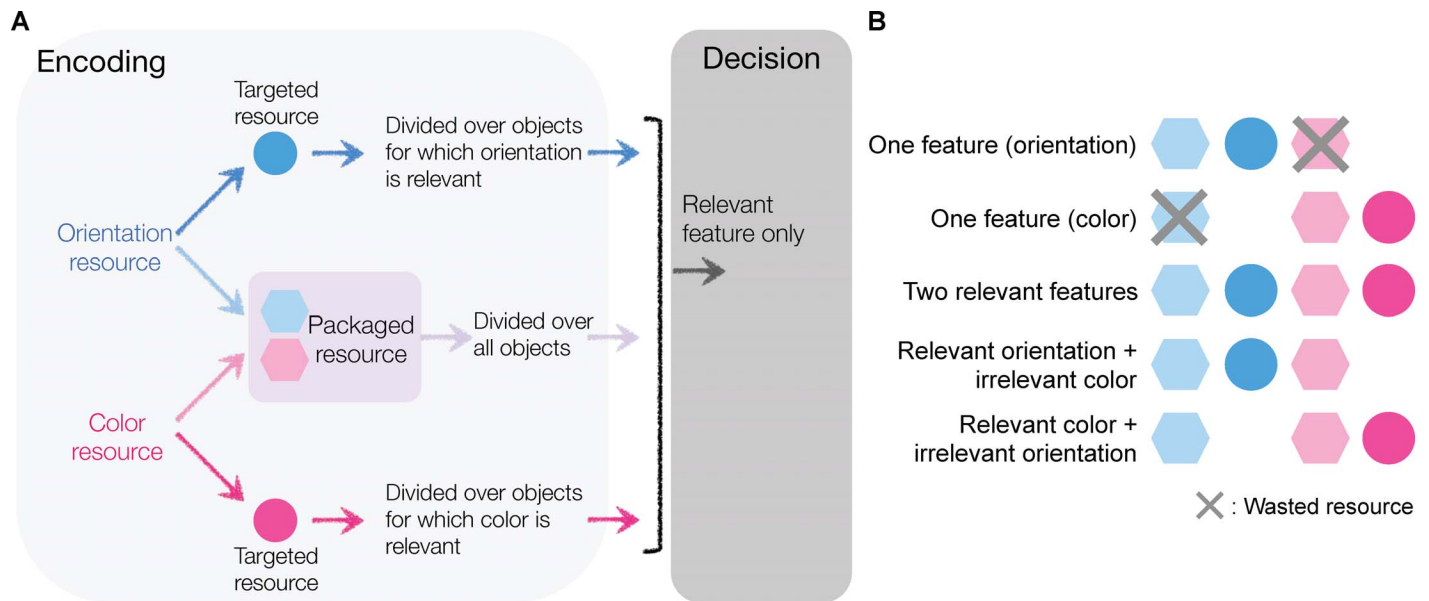 A
Encoding
Targeted
resource
Divided over objects
for which orientation
is relevant
Orientation
resource
Packaged
resource
Divided over
all objects
Color
resource
Targeted
resource
Divided over objects
for which color is
relevant
Decision
Relevant
feature only
B
One feature (orientation)
One feature (color)
Two relevant features
Relevant orientation +
irrelevant color
Relevant color +
irrelevant orientation
: Wasted resource